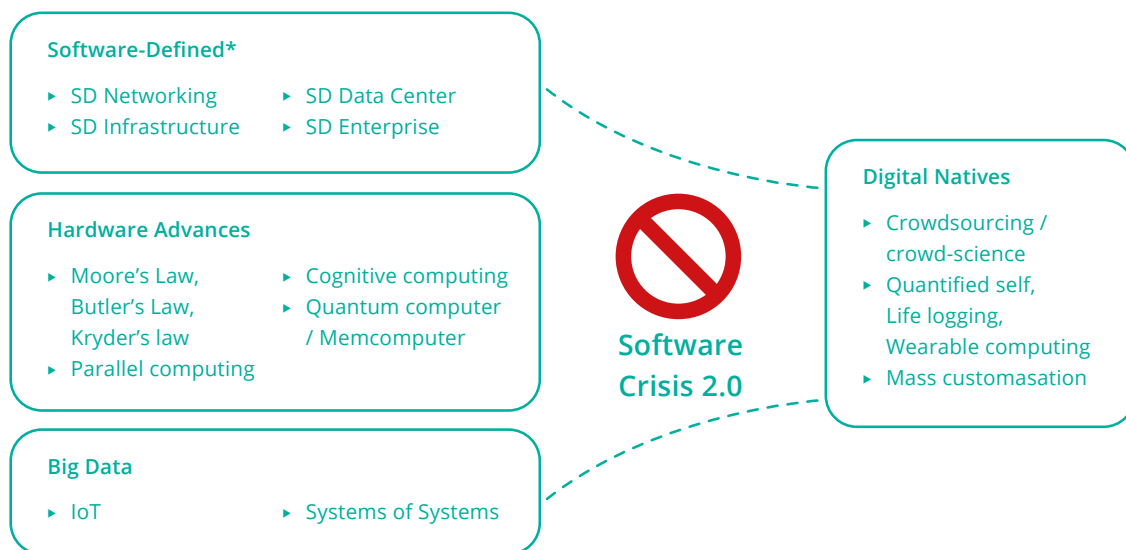 Software-Defined*
▸ SD Networking
▸ SD Infrastructure
▸ SD Data Center
▸ SD Enterprise
Hardware Advances
▸ Moore’s Law,
Butler’s Law,
Kryder’s law
▸ Parallel computing
▸ Cognitive computing
▸ Quantum computer
/ Memcomputer
Big Data
▸ IoT
▸ Systems of Systems
Software
Crisis 2.0
Digital Natives
▸ Crowdsourcing /
crowd-science
▸ Quantified self,
Life logging,
Wearable computing
▸ Mass customasation